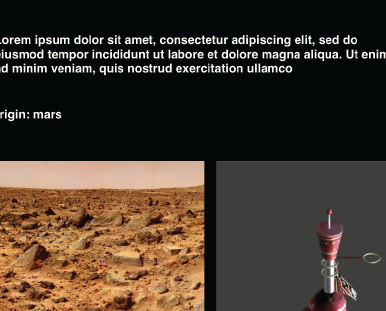 Lorem ipsum dolor sit amet, consectetur adipiscing elit, sed do
eiusmod tempor incididunt ut labore et dolore magna aliqua. Ut enim
ad minim veniam, quis nostrud exercitation ullamco
rigin: mars